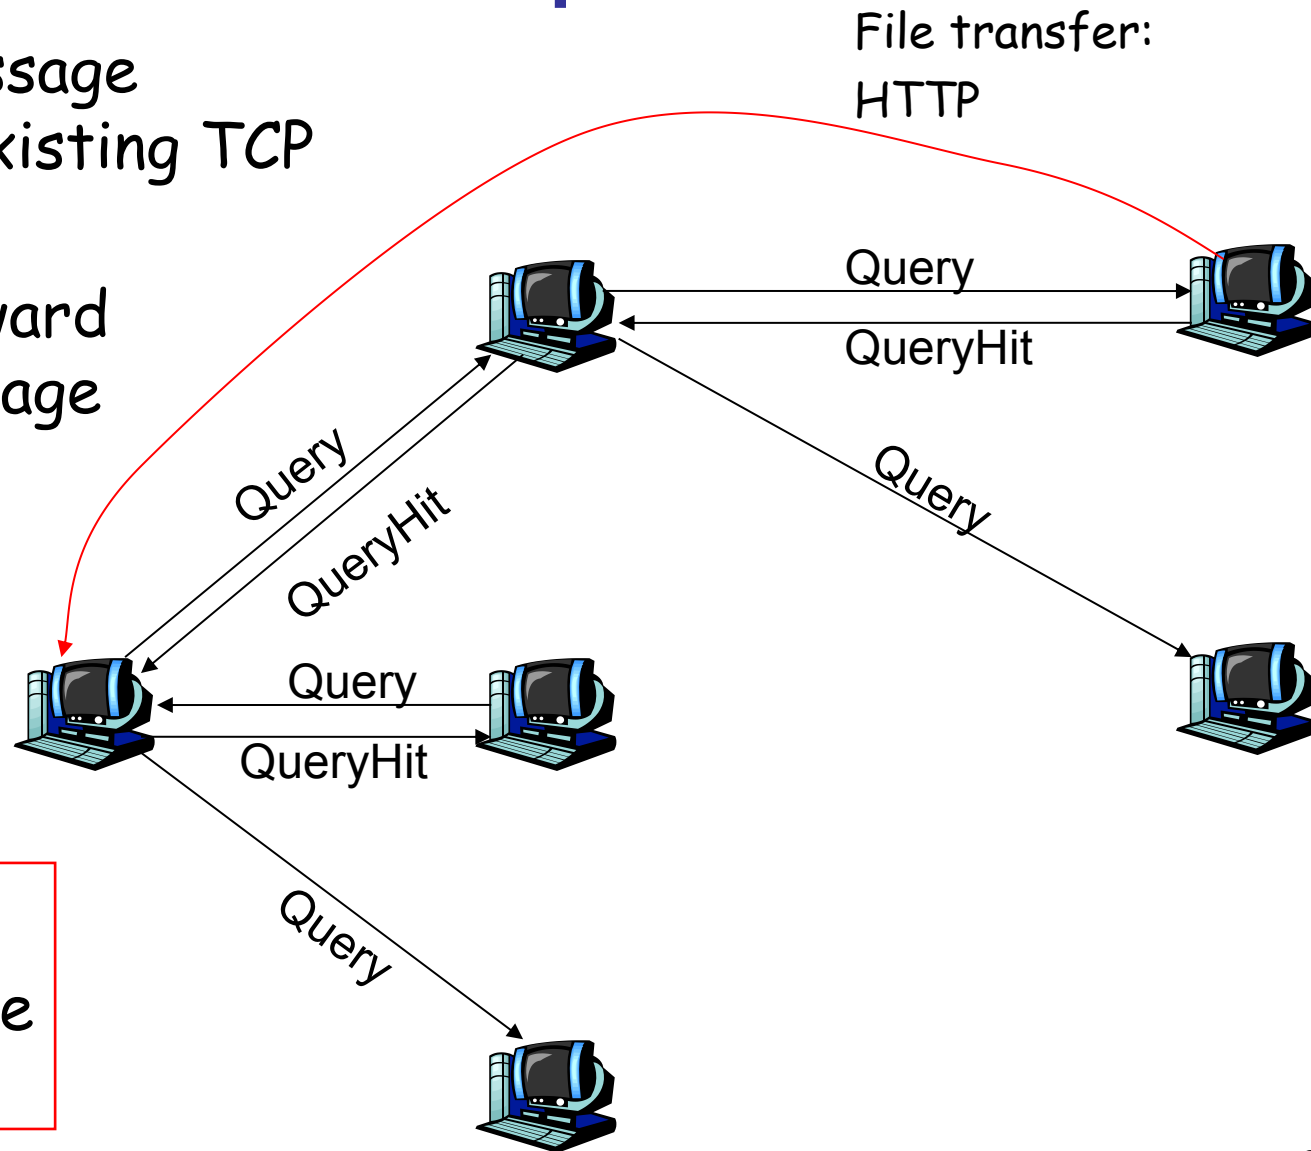 File transfer:
HTTP
ssage
xisting TCP
ward
age
Query
QueryHit
Query
QueryHit
Query
Query
QueryHit
Query
e